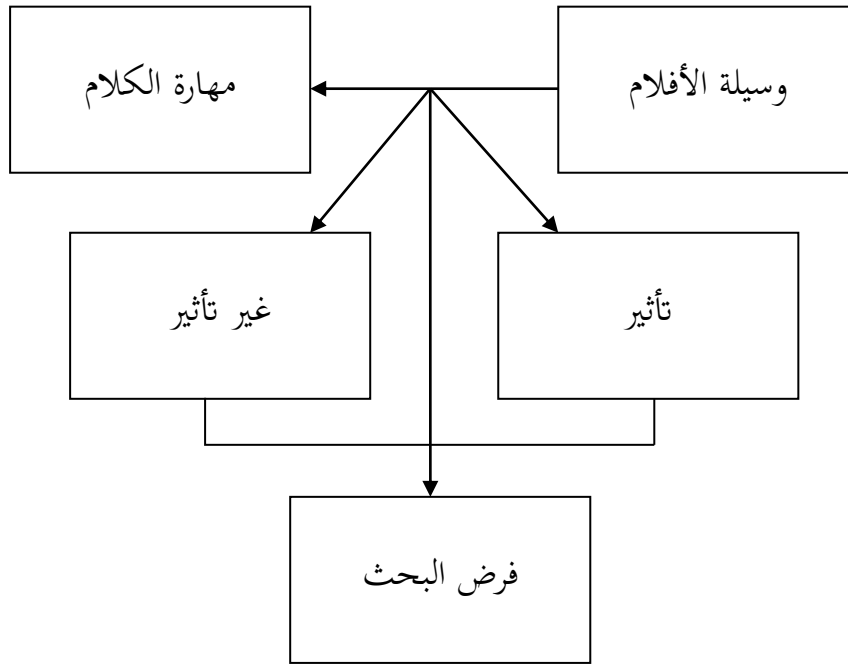 وسيلة الأفلام
مهارة الكلام
تأثير
غير تأثير
فرض البحث